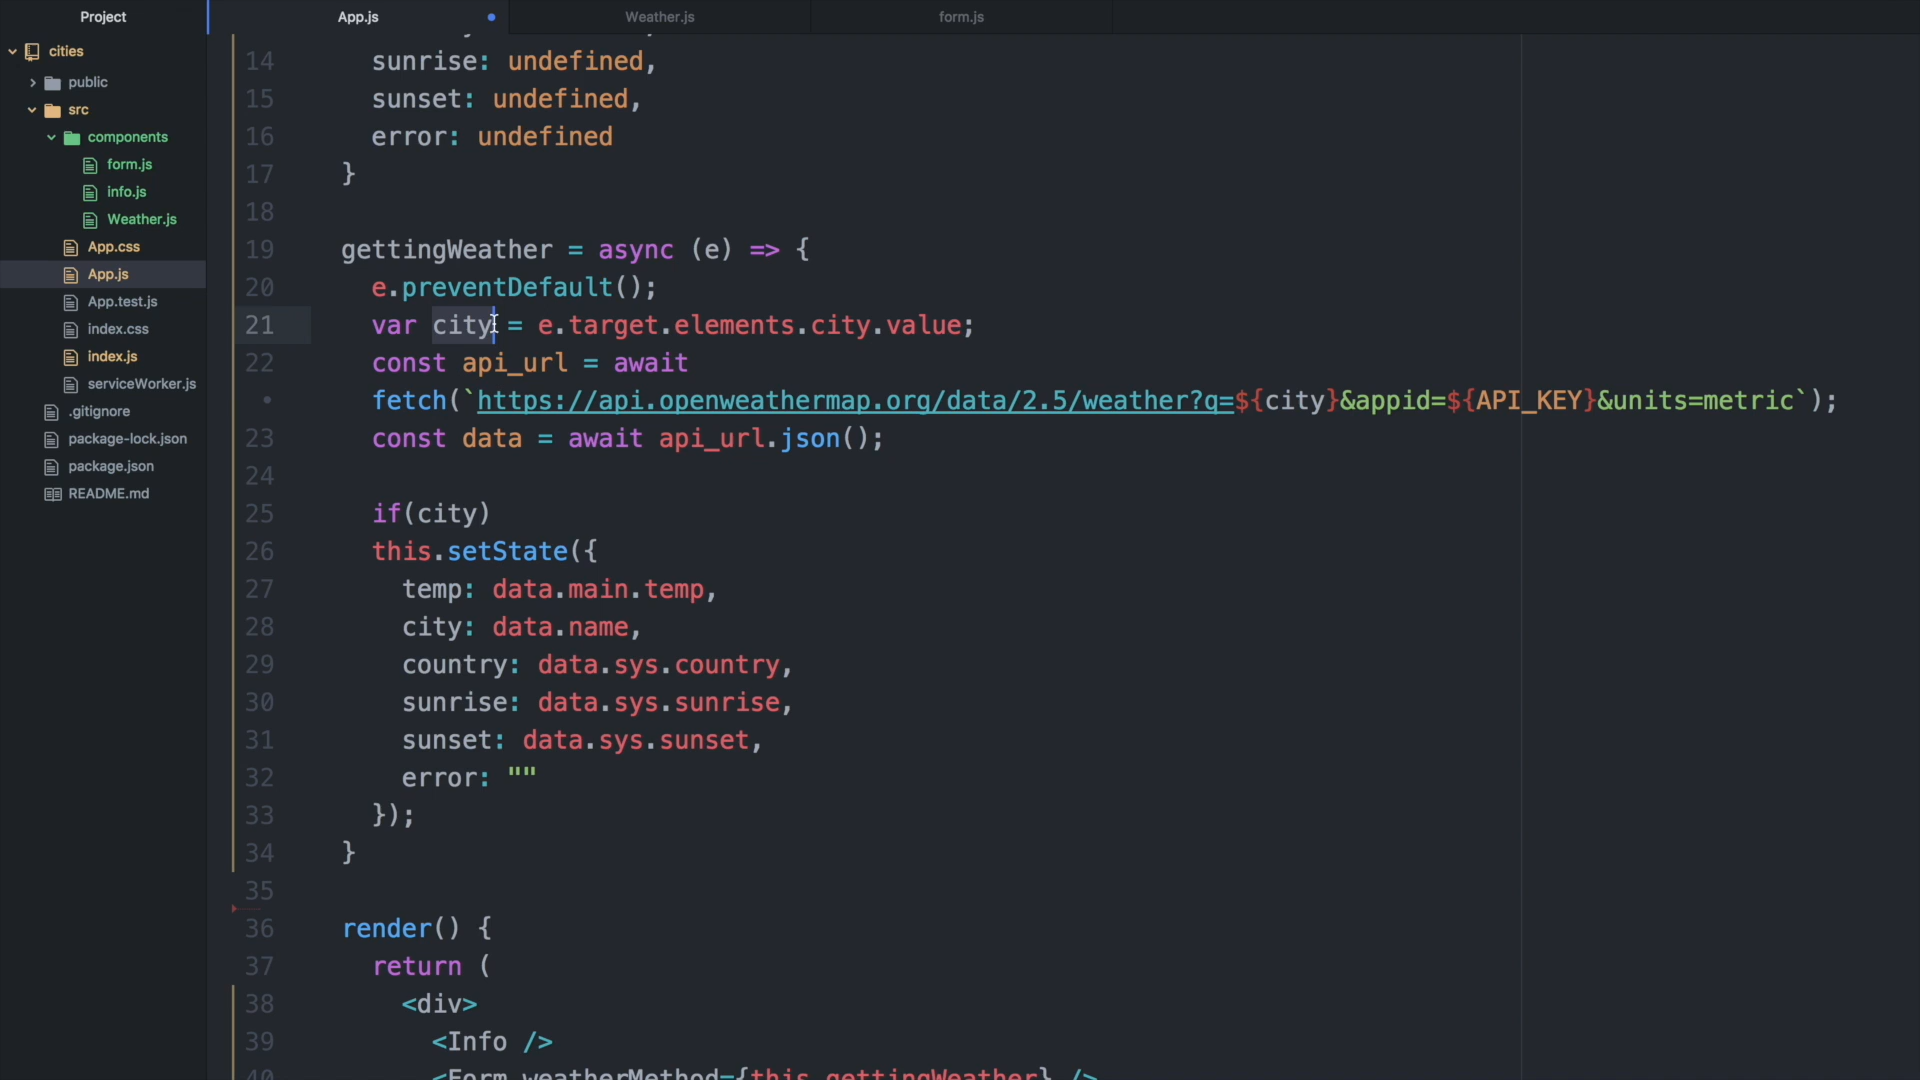 Project
App.js
Weather.js
form.js
cities
public
src
components
form.js
info.js
Weather.js
App.css
App.js
App.test.js
index.css
index.js
serviceWorker.js
.gitignore
package-lock.json
package.json
README.md
14 sunrise: undefined,
15 sunset: undefined,
16 error: undefined
17 }
18
19 gettingWeather = async (e) => {
20 e.preventDefault();
21 var city = e.target.elements.city.value;
22 const api_url = await
• fetch(`https://api.openweathermap.org/data/2.5/weather?q=${city}&appid=${API_KEY}&units=metric`);
23 const data = await api_url.json();
24
25 if(city)
26 this.setState({
27 temp: data.main.temp,
28 city: data.name,
29 country: data.sys.country,
30 sunrise: data.sys.sunrise,
31 sunset: data.sys.sunset,
32 error: ""
33 });
34 }
35
36 render() {
37 return (
38 <div>
39 <Info />
40 <Form weatherMethod={this.gettingWeather} />